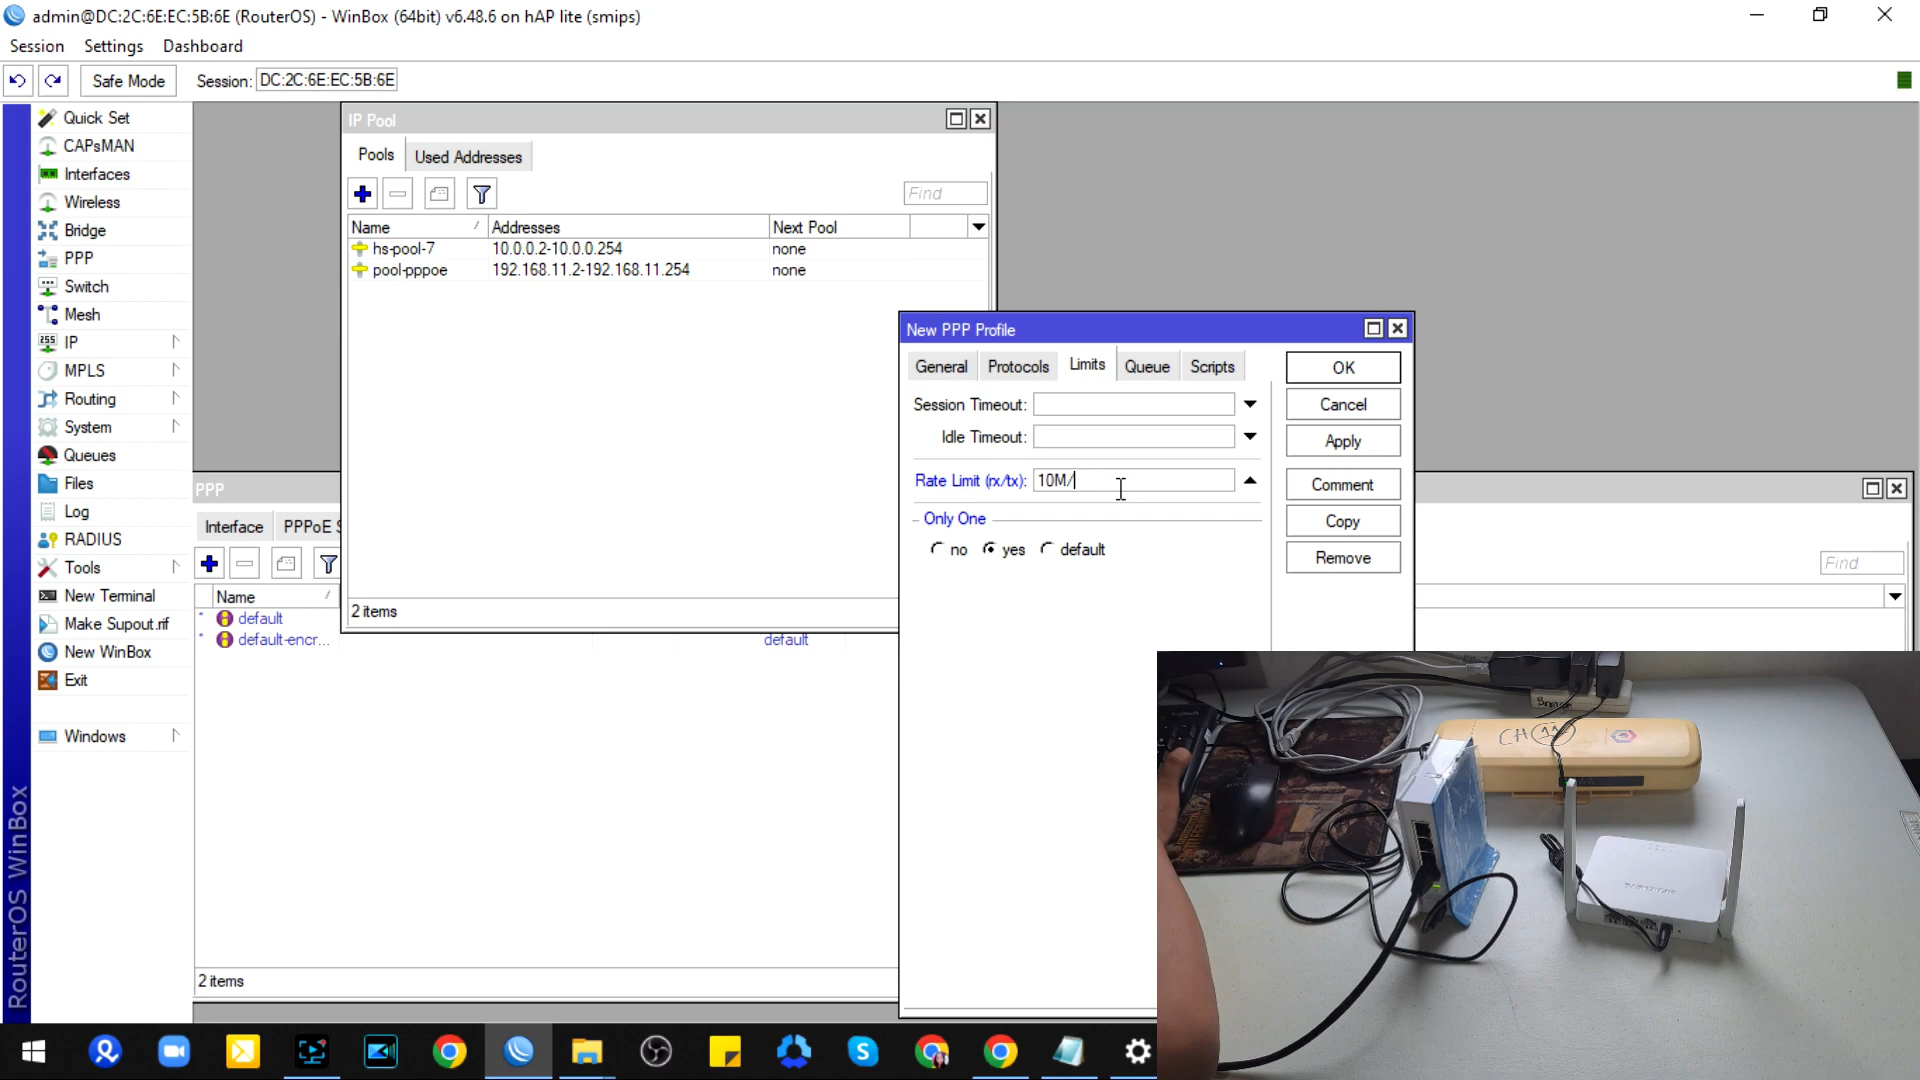 admin@DC:2C:6E:EC:5B:6E (RouterOS) - WinBox (64bit) v6.48.6 on hAP lite (smips)
Session Settings Dashboard
Safe Mode Session: DC:2C:6E:EC:5B:6E
Quick Set
CAPsMAN
Interfaces
Wireless
Bridge
PPP
Switch
Mesh
IP
MPLS
Routing
System
Queues
Files
Log
RADIUS
Tools
New Terminal
Make Supout.rif
New WinBox
Exit
Windows
RouterOS WinBox
IP Pool
Pools Used Addresses
Find
Name Addresses Next Pool
hs-pool-7 10.0.0.2-10.0.0.254 none
pool-pppoe 192.168.11.2-192.168.11.254 none
2 items
PPP
Interface PPPoE S
Find
Name
* default
* default-encr... default
2 items
New PPP Profile
General Protocols Limits Queue Scripts
Session Timeout:
Idle Timeout:
Rate Limit (rx/tx): 10M/
Only One
no yes default
OK
Cancel
Apply
Comment
Copy
Remove
CH 11